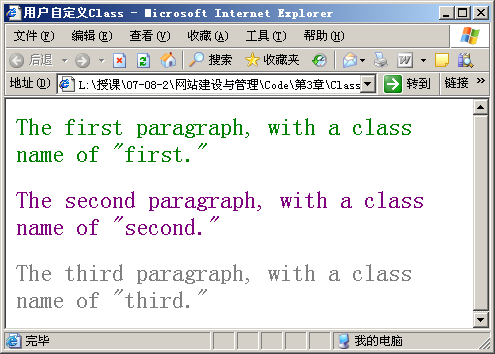 用户自定义Class - Microsoft Internet Explorer
文件(F) 编辑(E) 查看(V) 收藏(A) 工具(T) 帮助(H)
后退 搜索 收藏夹 W
地址(D) L:\授课\07-08-2\网站建设与管理\Code\第3章\Class 转到 链接 »
The first paragraph, with a class
name of "first."
The second paragraph, with a class
name of "second."
The third paragraph, with a class
name of "third."
完毕 我的电脑